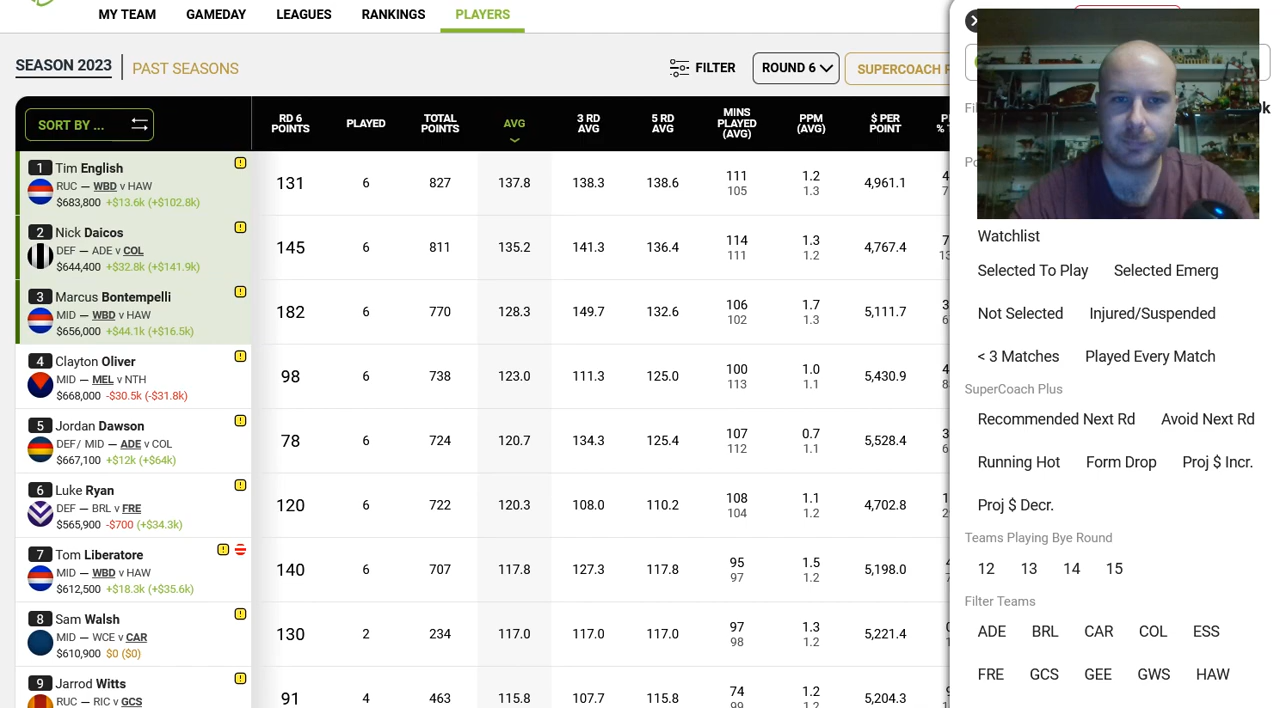 MY TEAM GAMEDAY LEAGUES RANKINGS PLAYERS
SEASON 2023 PAST SEASONS FILTER ROUND 6 SUPERCOACH
SORT BY ... RD 6 POINTS PLAYED TOTAL POINTS AVG 3 RD AVG 5 RD AVG MINS PLAYED (AVG) PPM (AVG) $ PER POINT
1 Tim English
RUC — WBD v HAW
$683,800 +$13.6k (+$102.8k)
131 6 827 137.8 138.3 138.6 111 105 1.2 1.3 4,961.1
2 Nick Daicos
DEF — ADE v COL
$644,400 +$32.8k (+$141.9k)
145 6 811 135.2 141.3 136.4 114 111 1.3 1.2 4,767.4
3 Marcus Bontempelli
MID — WBD v HAW
$656,000 +$44.1k (+$16.5k)
182 6 770 128.3 149.7 132.6 106 102 1.7 1.3 5,111.7
4 Clayton Oliver
MID — MEL v NTH
$668,000 -$30.5k (-$31.8k)
98 6 738 123.0 111.3 125.0 100 113 1.0 1.1 5,430.9
5 Jordan Dawson
DEF/ MID — ADE v COL
$667,100 +$12k (+$64k)
78 6 724 120.7 134.3 125.4 107 112 0.7 1.1 5,528.4
6 Luke Ryan
DEF — BRL v FRE
$565,900 -$700 (+$34.3k)
120 6 722 120.3 108.0 110.2 108 104 1.1 1.2 4,702.8
7 Tom Liberatore
MID — WBD v HAW
$612,500 +$18.3k (+$35.6k)
140 6 707 117.8 127.3 117.8 95 97 1.5 1.2 5,198.0
8 Sam Walsh
MID — WCE v CAR
$610,900 $0 ($0)
130 2 234 117.0 117.0 117.0 97 98 1.3 1.2 5,221.4
9 Jarrod Witts
RUC — RIC v GCS
91 4 463 115.8 107.7 115.8 74 99 1.2 1.2 5,204.3
Watchlist
Selected To Play Selected Emerg
Not Selected Injured/Suspended
< 3 Matches Played Every Match
SuperCoach Plus
Recommended Next Rd Avoid Next Rd
Running Hot Form Drop Proj $ Incr.
Proj $ Decr.
Teams Playing Bye Round
12 13 14 15
Filter Teams
ADE BRL CAR COL ESS
FRE GCS GEE GWS HAW